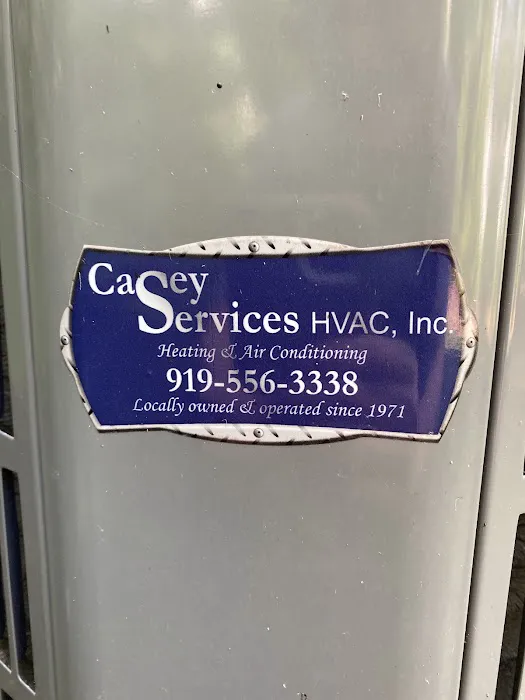 Casey
Services HVAC, Inc.
Heating & Air Conditioning
919-556-3338
Locally owned & operated since 1971